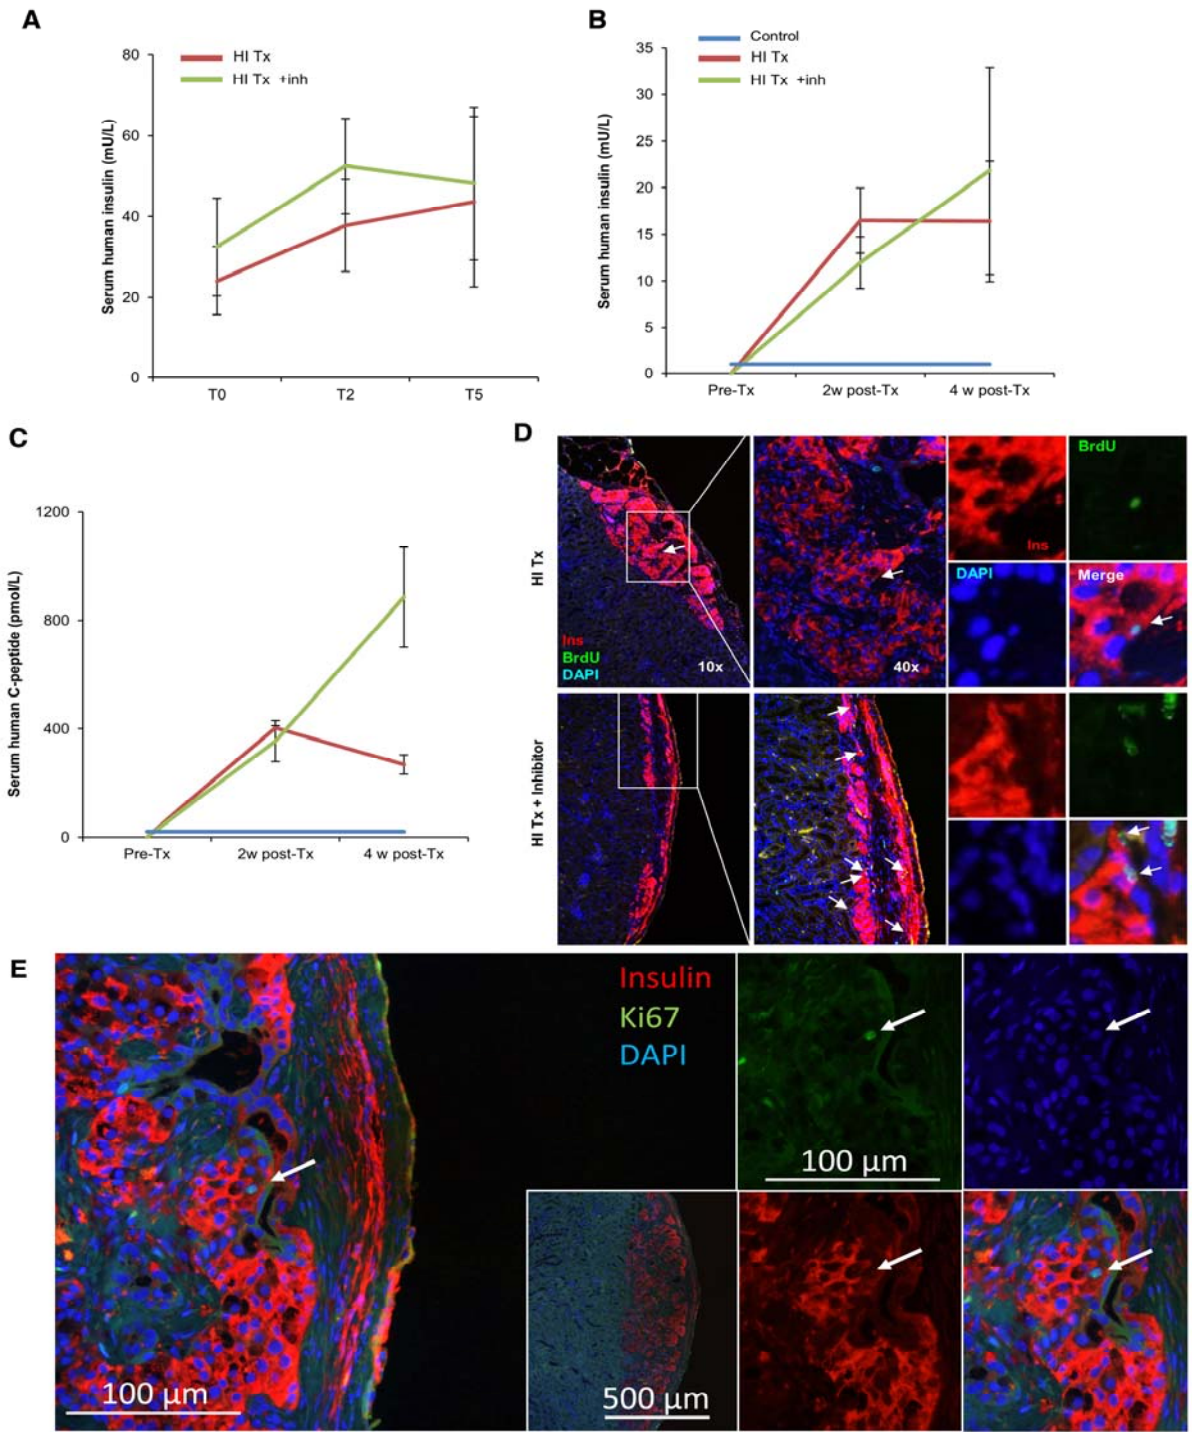 A
Serum human insulin (mU/L)
80
60
40
20
0
HI Tx
HI Tx +inh
T0
T2
T5
B
Serum human insulin (mU/L)
35
30
25
20
15
10
5
0
Control
HI Tx
HI Tx +inh
Pre-Tx
2w post-Tx
4 w post-Tx
C
Serum human C-peptide (pmol/L)
1200
800
400
0
Pre-Tx
2w post-Tx
4 w post-Tx
D
HI Tx
Ins
BrdU
DAPI
10x
40x
Ins
BrdU
DAPI
Merge
HI Tx + Inhibitor
E
Insulin
Ki67
DAPI
100 µm
100 µm
500 µm